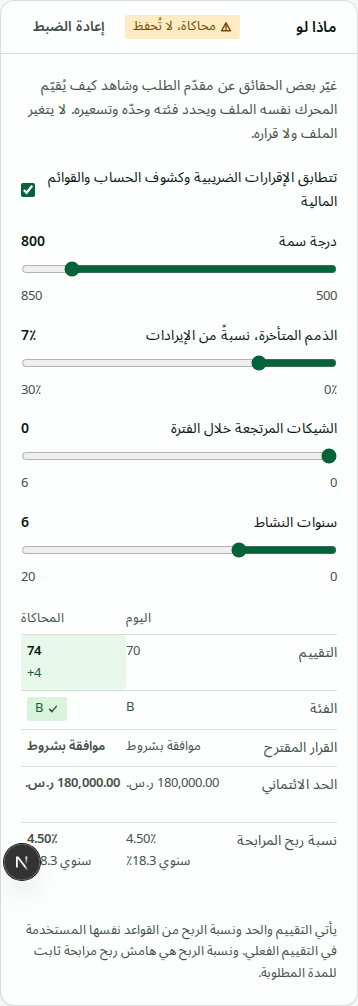 ماذا لو
⚠ محاكاة، لا تُحفظ
إعادة الضبط
غيّر بعض الحقائق عن مقدّم الطلب وشاهد كيف يُقيّم
المحرك نفسه الملف ويحدد فئته وحدّه وتسعيره. لا يتغير
الملف ولا قراره.
تتطابق الإقرارات الضريبية وكشوف الحساب والقوائم
المالية
درجة سمة 800
500 850
الذمم المتأخرة، نسبةً من الإيرادات 7٪
0٪ 30٪
الشيكات المرتجعة خلال الفترة 0
0 6
سنوات النشاط 6
0 20
اليوم المحاكاة
التقييم 70 74
+4
الفئة B ✓ B
القرار المقترح موافقة بشروط موافقة بشروط
الحد الائتماني 180,000.00 ر.س. 180,000.00 ر.س.
نسبة ربح المرابحة 4.50٪ 4.50٪
سنوي 18.3٪ سنوي
N
يأتي التقييم والحد ونسبة الربح من القواعد نفسها المستخدمة
في التقييم الفعلي. ونسبة الربح هي هامش ربح مرابحة ثابت
للمدة المطلوبة.